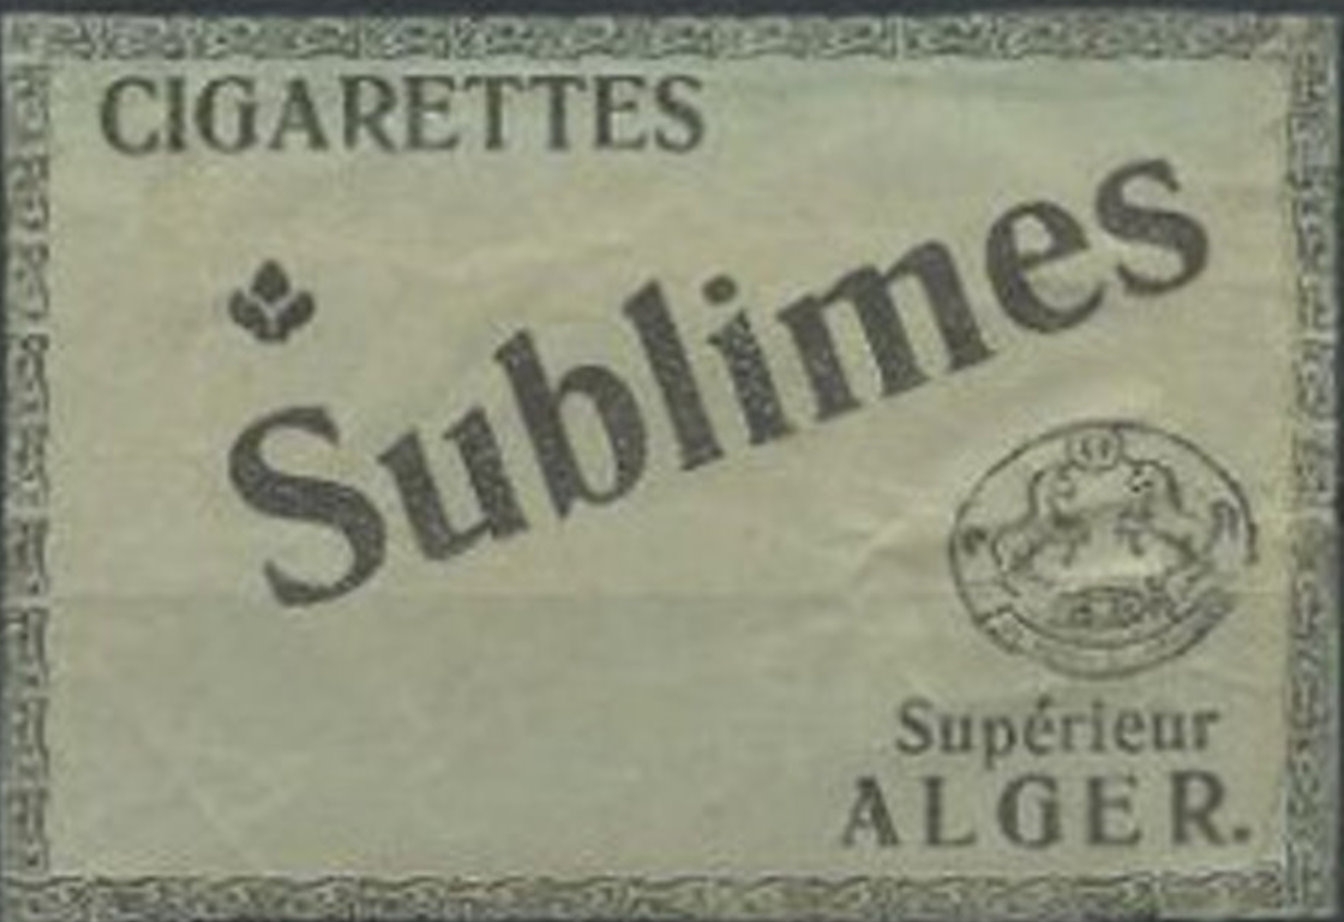 CIGARETTES
Sublimes
Supérieur
ALGER.